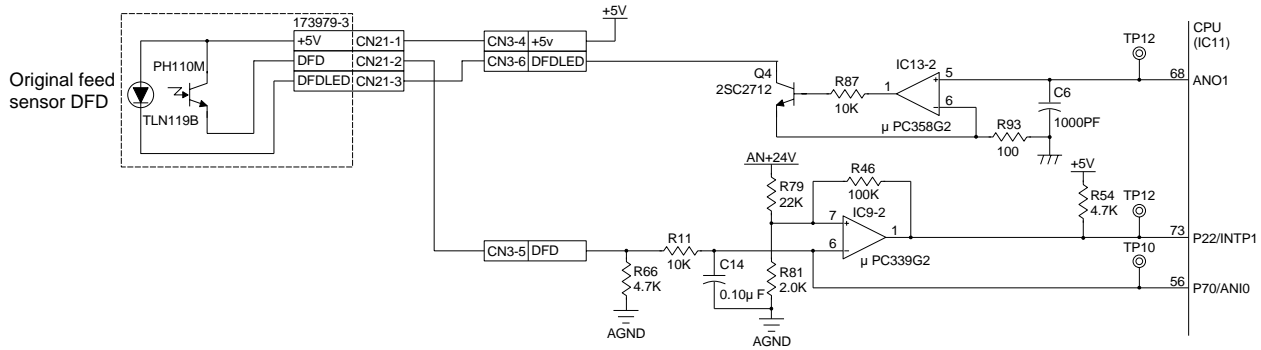 Original feed
sensor DFD
173979-3
+5V
DFD
DFDLED
CN21-1
CN21-2
CN21-3
PH110M
TLN119B
CN3-4 +5v
CN3-6 DFDLED
+5V
Q4
2SC2712
R87
10K
IC13-2
1
5
6
μ PC358G2
R93
100
C6
1000PF
TP12
CPU
(IC11)
68
ANO1
AN+24V
R79
22K
R46
100K
IC9-2
7
6
1
μ PC339G2
+5V
R54
4.7K
TP12
73
P22/INTP1
TP10
56
P70/ANI0
CN3-5 DFD
R66
4.7K
AGND
R11
10K
C14
0.10μ F
R81
2.0K
AGND